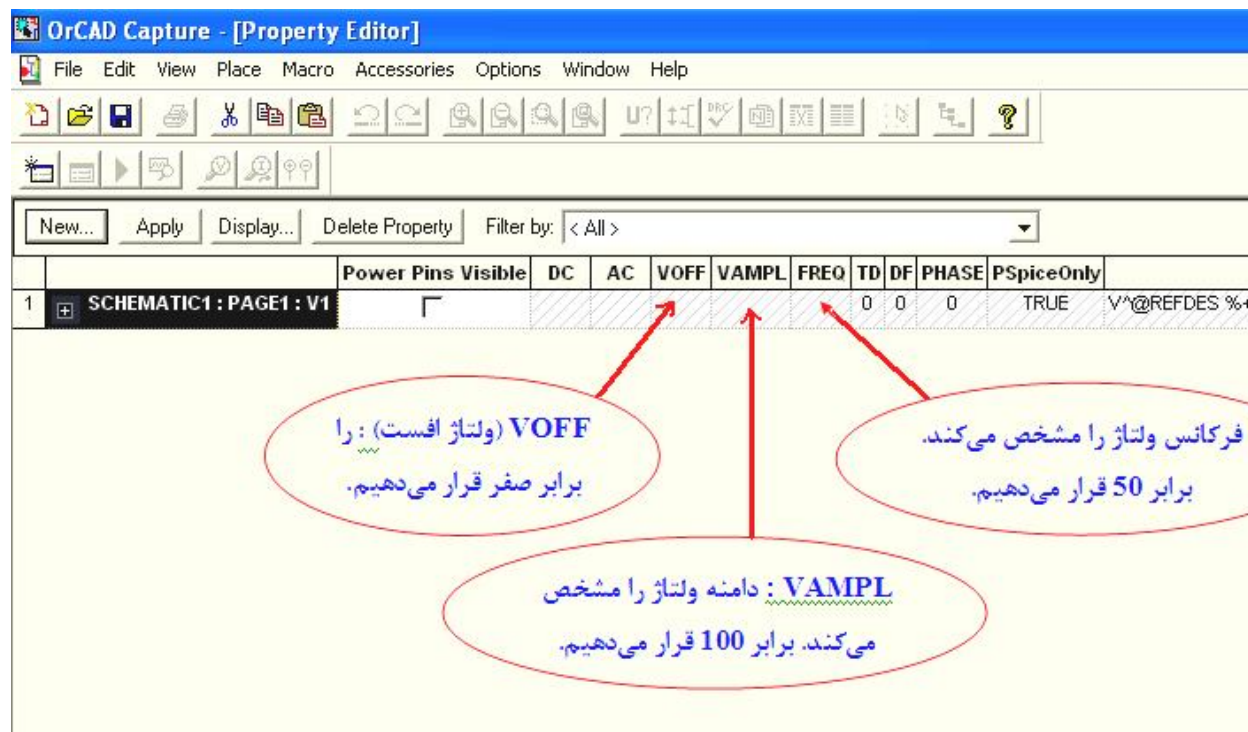 OrCAD Capture - [Property Editor]
File Edit View Place Macro Accessories Options Window Help
New... Apply Display... Delete Property Filter by: < All >
Power Pins Visible DC AC VOFF VAMPL FREQ TD DF PHASE PSpiceOnly
1 SCHEMATIC1 : PAGE1 : V1 0 0 0 TRUE V^@REFDES %+
VOFF (ولتاژ افست) : را
برابر صفر قرار می‌دهیم.
فرکانس ولتاژ را مشخص می‌کند.
برابر 50 قرار می‌دهیم.
VAMPL : دامنه ولتاژ را مشخص
می‌کند. برابر 100 قرار می‌دهیم.